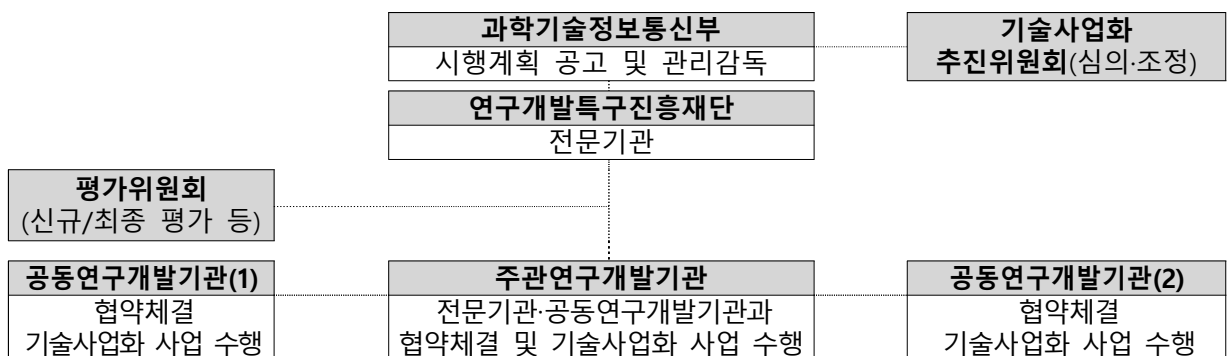 과학기술정보통신부
시행계획 공고 및 관리감독
기술사업화
추진위원회(심의·조정)
연구개발특구진흥재단
전문기관
평가위원회
(신규/최종 평가 등)
공동연구개발기관(1)
협약체결
기술사업화 사업 수행
주관연구개발기관
전문기관·공동연구개발기관과
협약체결 및 기술사업화 사업 수행
공동연구개발기관(2)
협약체결
기술사업화 사업 수행